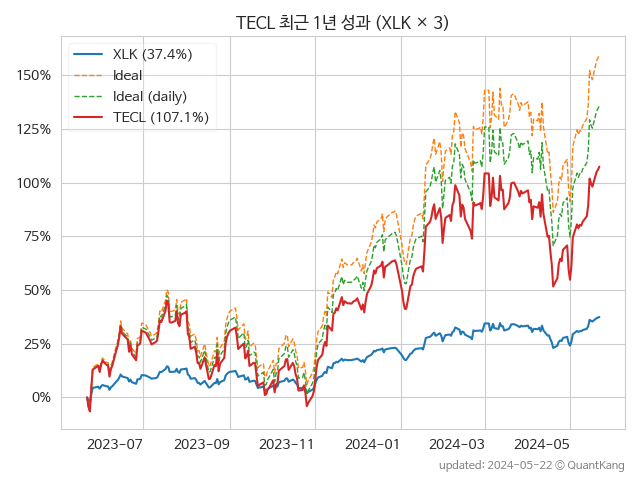 TECL 최근 1년 성과 (XLK × 3)
XLK (37.4%)
Ideal
Ideal (daily)
TECL (107.1%)
150%
125%
100%
75%
50%
25%
0%
2023-07 2023-09 2023-11 2024-01 2024-03 2024-05
updated: 2024-05-22 © QuantKang